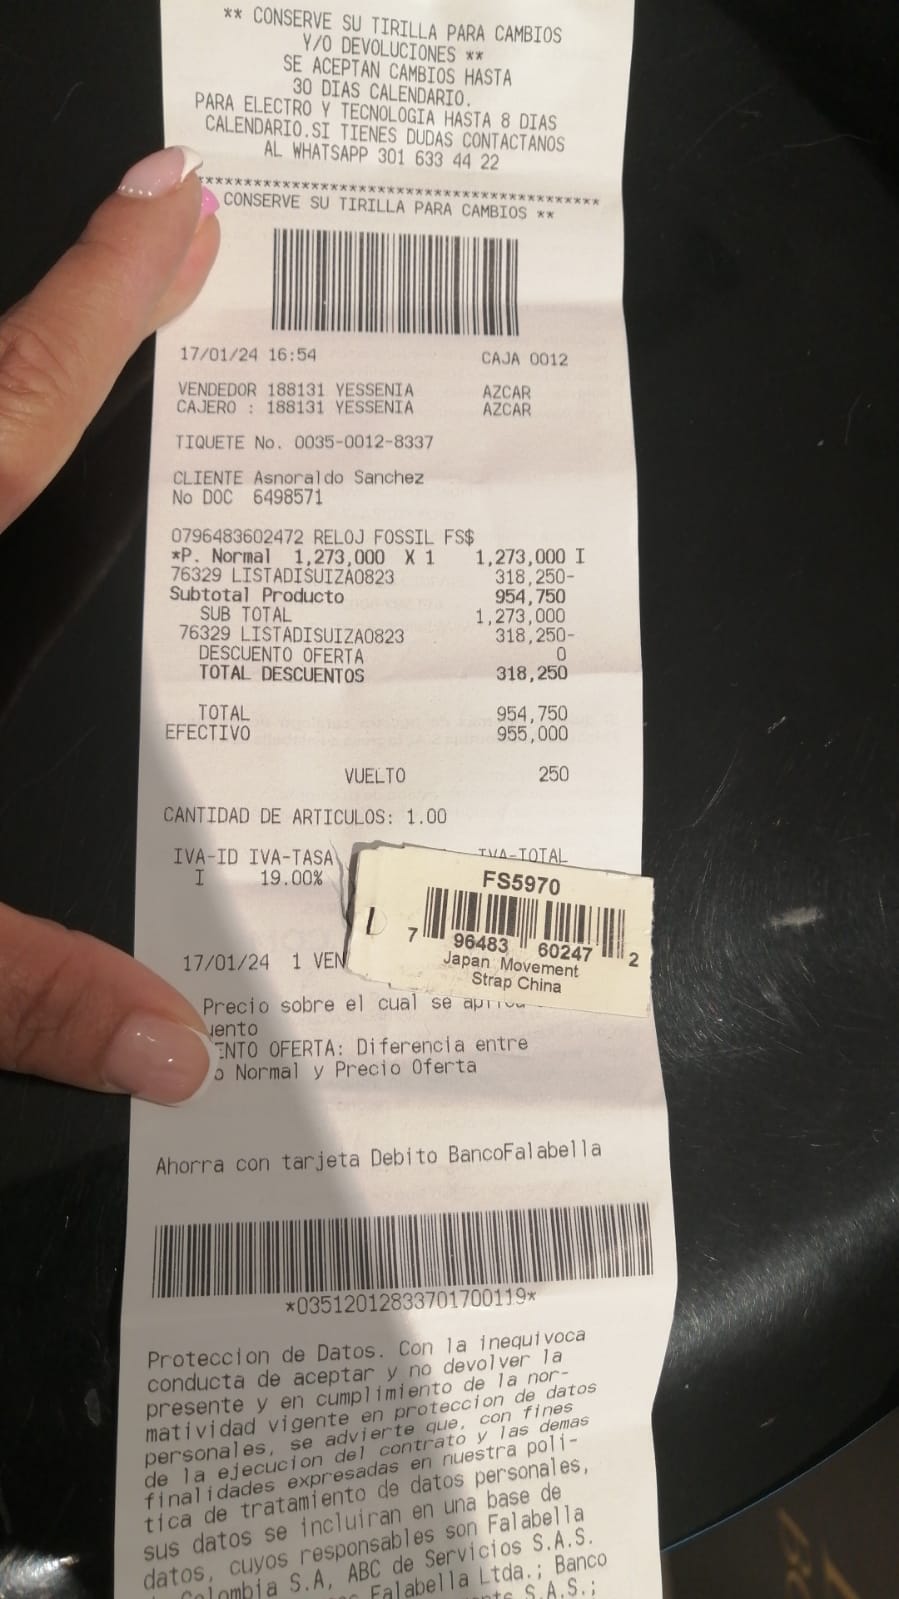 ** CONSERVE SU TIRILLA PARA CAMBIOS
Y/O DEVOLUCIONES **
SE ACEPTAN CAMBIOS HASTA
30 DIAS CALENDARIO.
PARA ELECTRO Y TECNOLOGIA HASTA 8 DIAS
CALENDARIO.SI TIENES DUDAS CONTACTANOS
AL WHATSAPP 301 633 44 22
CONSERVE SU TIRILLA PARA CAMBIOS **
17/01/24 16:54 CAJA 0012
VENDEDOR 188131 YESSENIA AZCAR
CAJERO : 188131 YESSENIA AZCAR
TIQUETE No. 0035-0012-8337
CLIENTE Asnoraldo Sanchez
No DOC 6498571
0796483602472 RELOJ FOSSIL FS$
*P. Normal 1,273,000 X 1 1,273,000 I
76329 LISTADISUIZA0823 318,250-
Subtotal Producto 954,750
SUB TOTAL 1,273,000
76329 LISTADISUIZA0823 318,250-
DESCUENTO OFERTA 0
TOTAL DESCUENTOS 318,250
TOTAL 954,750
EFECTIVO 955,000
VUELTO 250
CANTIDAD DE ARTICULOS: 1.00
IVA-ID IVA-TASA IVA-TOTAL
I 19.00%
FS5970
7 96483 60247 2
Japan Movement
Strap China
17/01/24 1 VEN
Precio sobre el cual se
uento
ENTO OFERTA: Diferencia entre
o Normal y Precio Oferta
Ahorra con tarjeta Debito BancoFalabella
*03512012833701700119*
Proteccion de Datos. Con la inequivoca
conducta de aceptar y no devolver la
presente y en cumplimiento de la nor-
matividad vigente en proteccion de datos
personales, se advierte que, con fines
de la ejecucion del contrato y las demas
finalidades expresadas en nuestra poli-
tica de tratamiento de datos personales,
sus datos se incluiran en una base de
datos, cuyos responsables son Falabella
Colombia S.A, ABC de Servicios S.A.S.
Falabella Ltda.; Banco
S.A.S.;